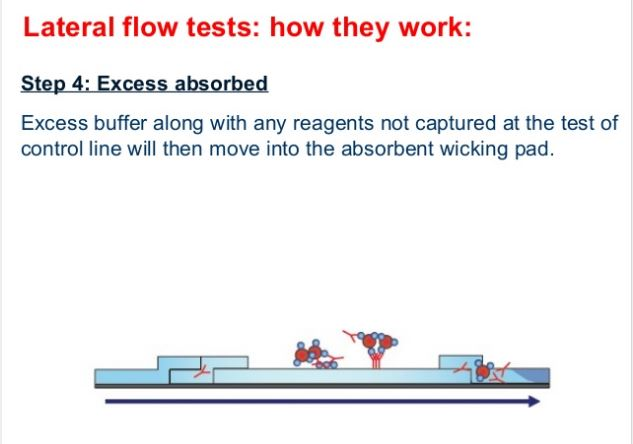 Lateral flow tests: how they work:
Step 4: Excess absorbed
Excess buffer along with any reagents not captured at the test of
control line will then move into the absorbent wicking pad.